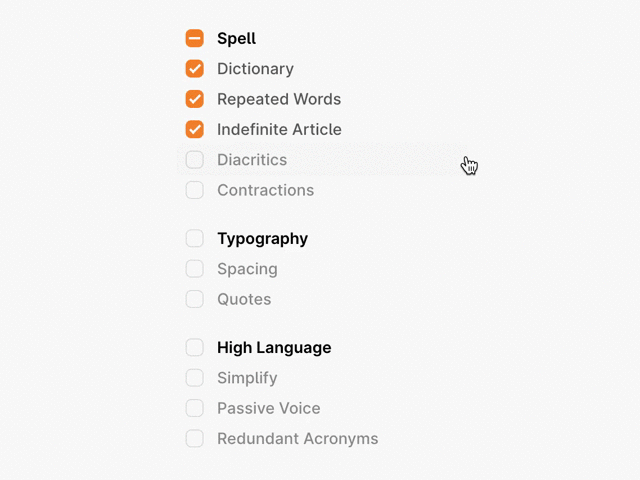 Spell
Dictionary
Repeated Words
Indefinite Article
Diacritics
Contractions
Typography
Spacing
Quotes
High Language
Simplify
Passive Voice
Redundant Acronyms